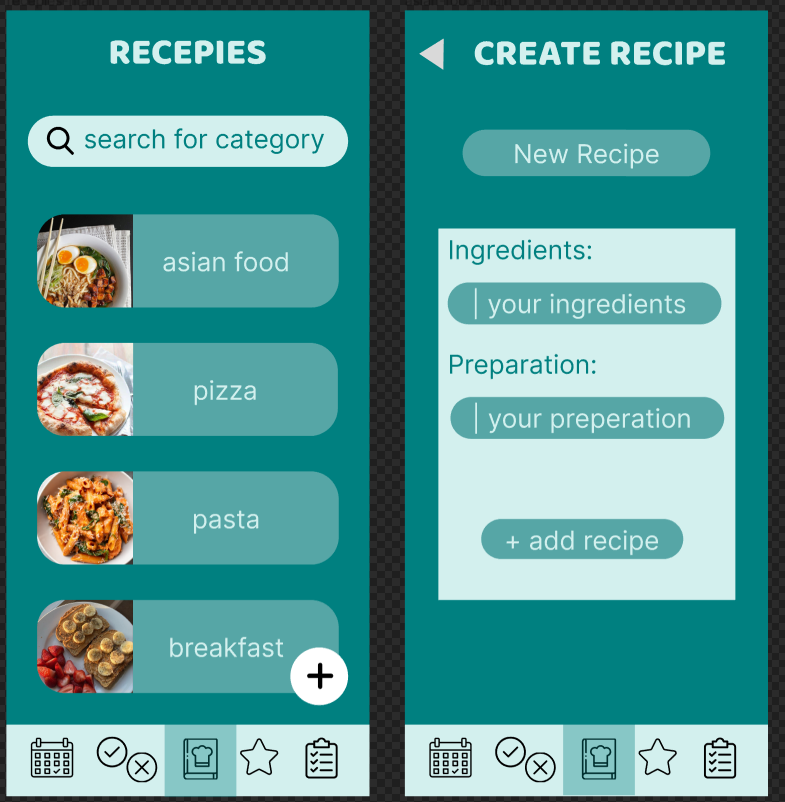 RECEPIES
search for category
asian food
pizza
pasta
breakfast
CREATE RECIPE
New Recipe
Ingredients:
| your ingredients
Preparation:
| your preperation
+ add recipe